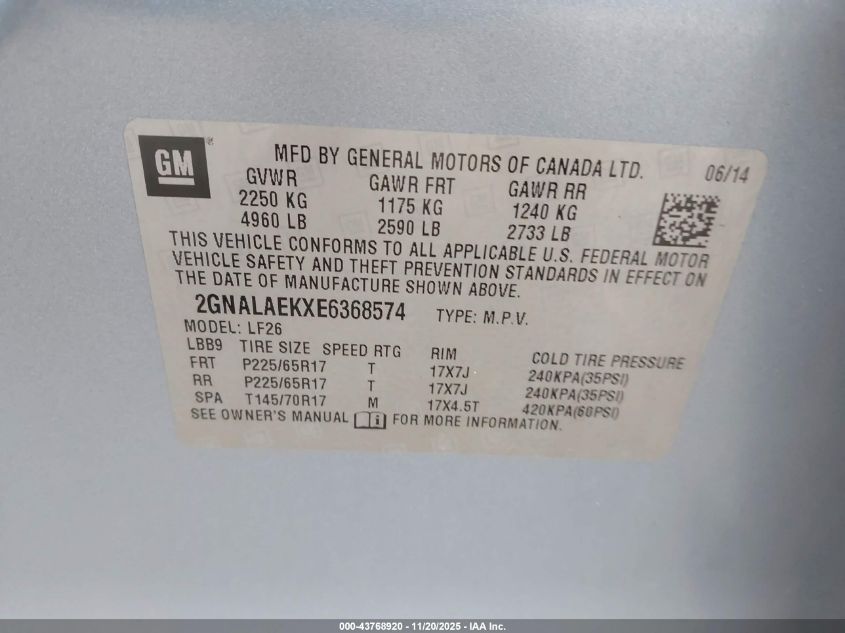 GM ®
MFD BY GENERAL MOTORS OF CANADA LTD. 06/14
GVWR GAWR FRT GAWR RR
2250 KG 1175 KG 1240 KG
4960 LB 2590 LB 2733 LB
THIS VEHICLE CONFORMS TO ALL APPLICABLE U.S. FEDERAL MOTOR
VEHICLE SAFETY AND THEFT PREVENTION STANDARDS IN EFFECT ON
THE DATE OF MANUFACTURE SHOWN ABOVE.
2GNALAEKXE6368574 TYPE: M.P.V.
MODEL: LF26
LBB9 TIRE SIZE SPEED RTG RIM COLD TIRE PRESSURE
FRT P225/65R17 T 17X7J 240KPA(35PSI)
RR P225/65R17 T 17X7J 240KPA(35PSI)
SPA T145/70R17 M 17X4.5T 420KPA(60PSI)
SEE OWNER'S MANUAL FOR MORE INFORMATION.
000-43768920 - 11/20/2025 - IAA Inc.